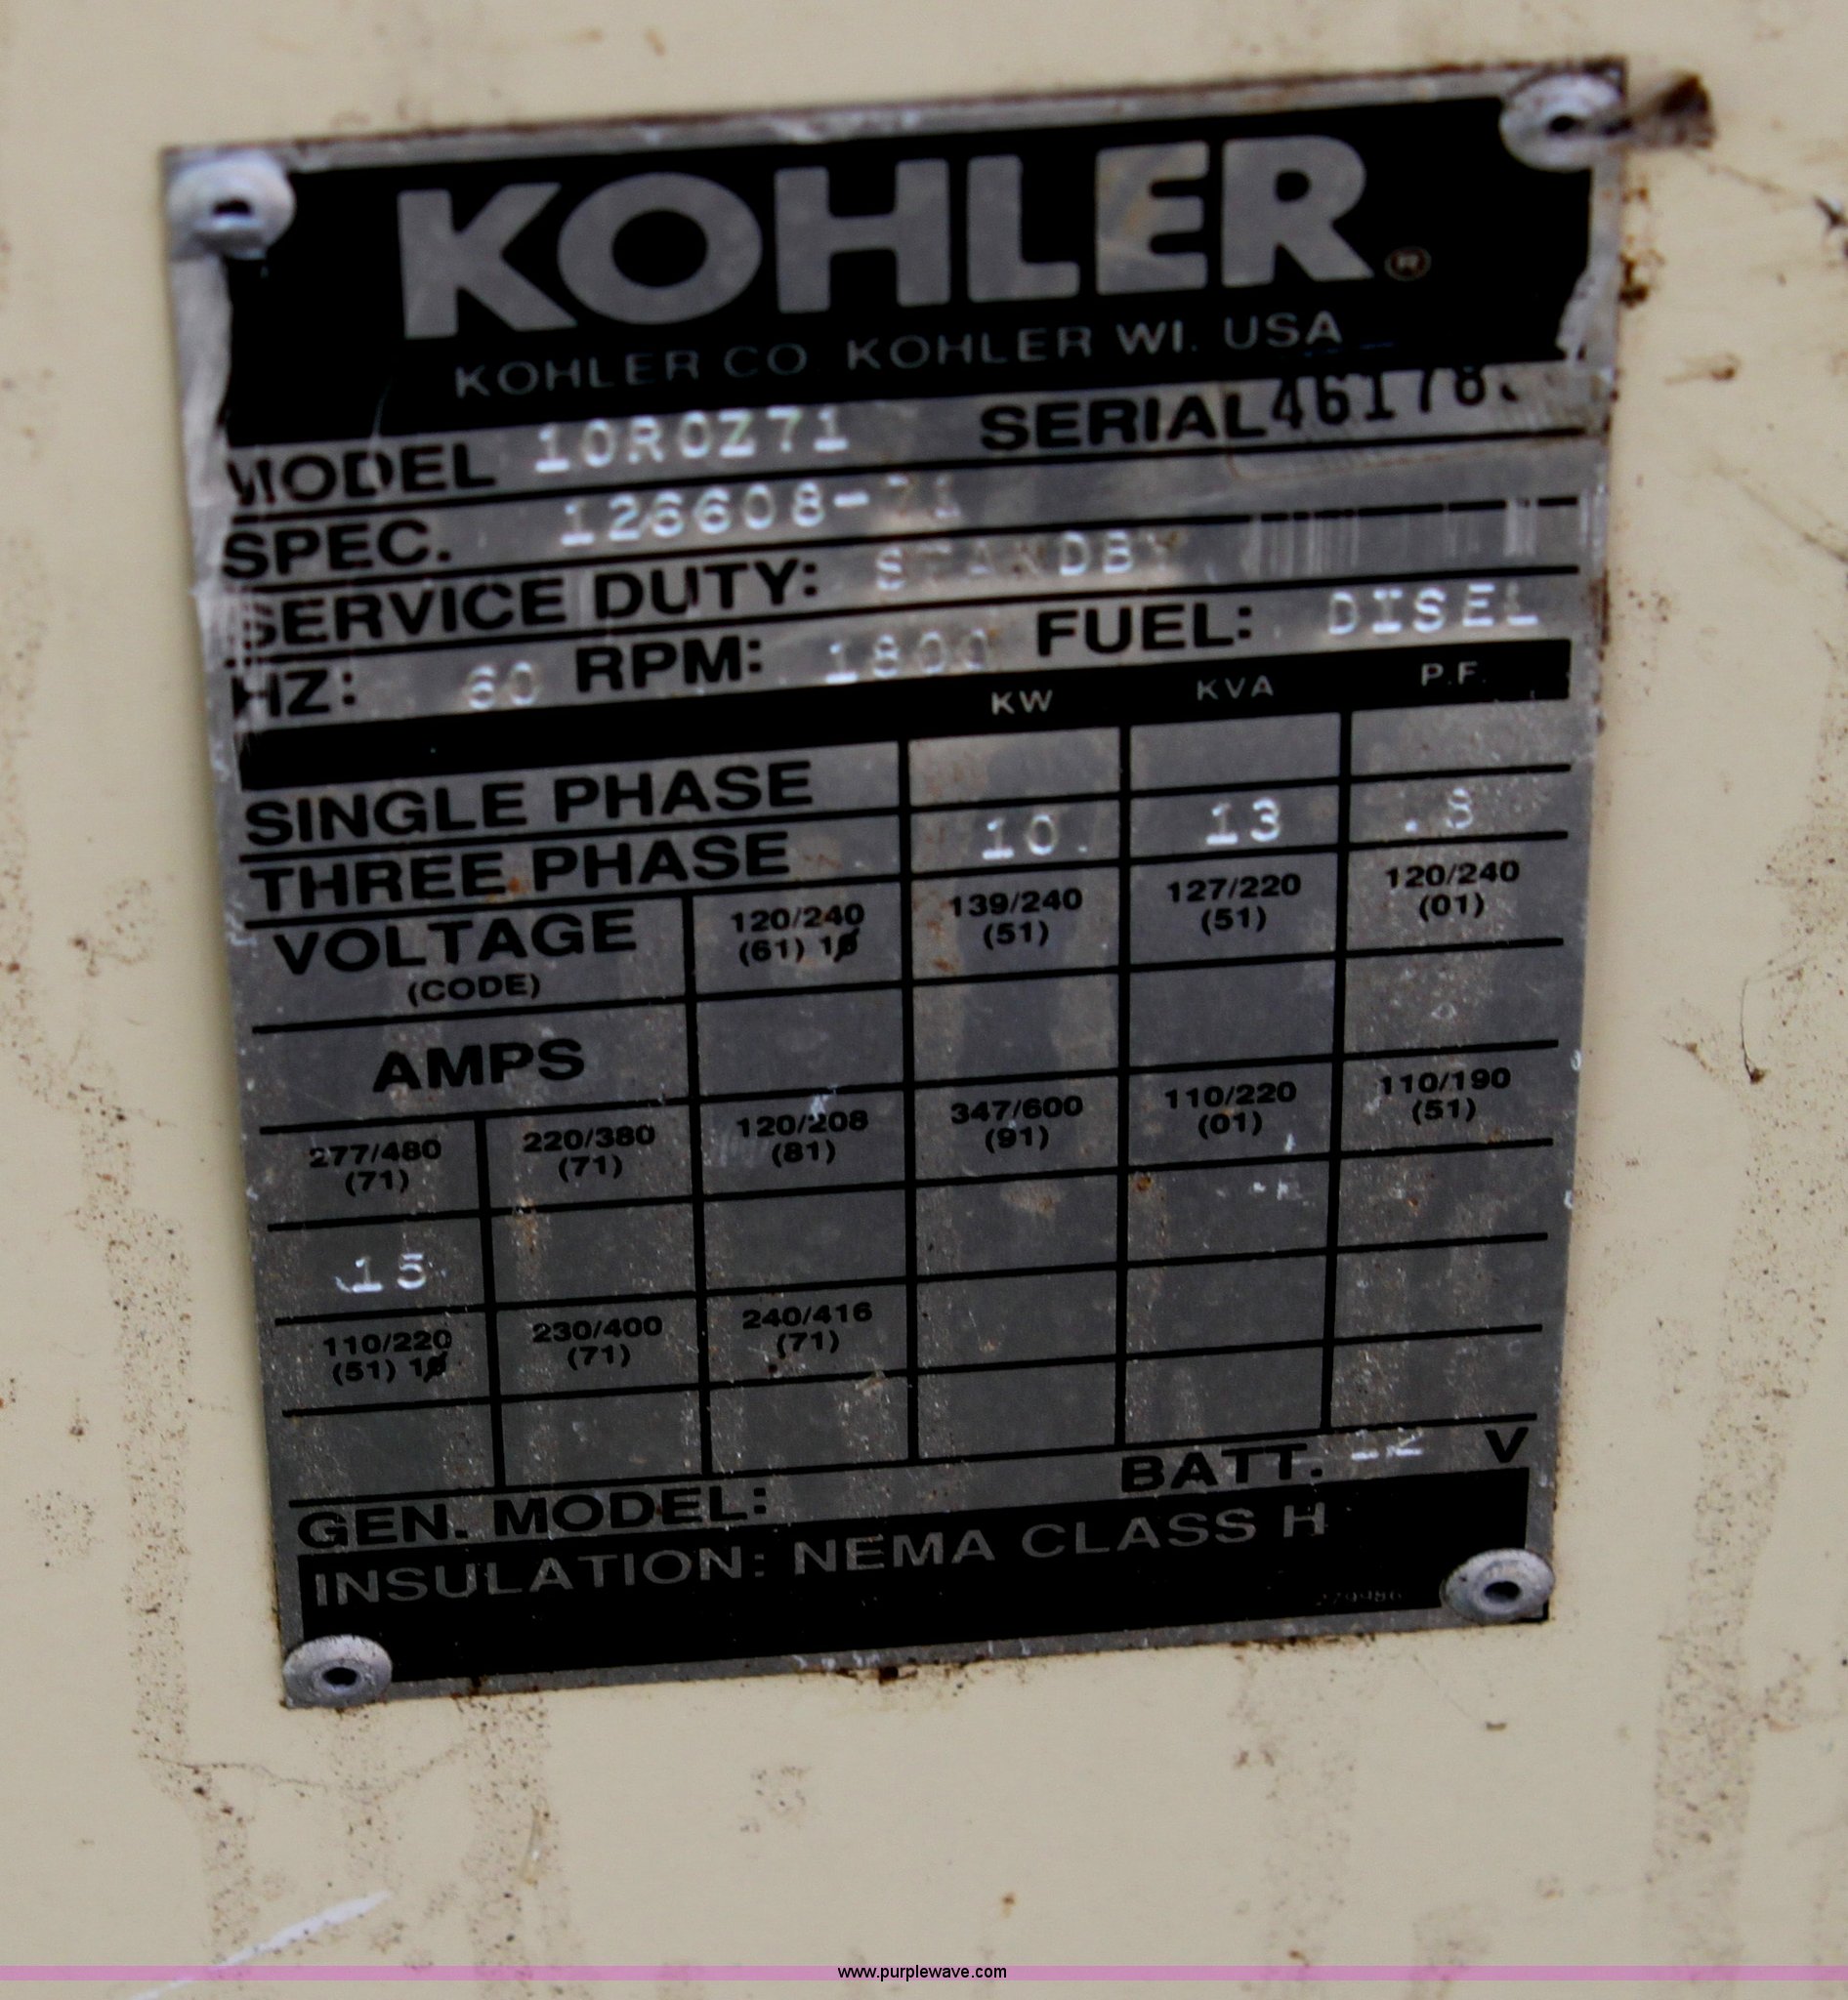 KOHLER®
KOHLER CO. KOHLER WI. USA
MODEL 10ROZ71 SERIAL
SPEC. 126608-71
SERVICE DUTY: STANDBY
HZ: 60 RPM: 1800 FUEL: DISEL
KW KVA P.F.
SINGLE PHASE
THREE PHASE 10 13 .8
VOLTAGE 120/240 139/240 127/220 120/240
(CODE) (61) 1Ø (51) (51) (01)
AMPS
277/480 220/380 120/208 347/600 110/220 110/190
(71) (71) (81) (91) (01) (51)
15
110/220 230/400 240/416
(51) 1Ø (71) (71)
GEN. MODEL: BATT. 12 V
INSULATION: NEMA CLASS H
www.purplewave.com